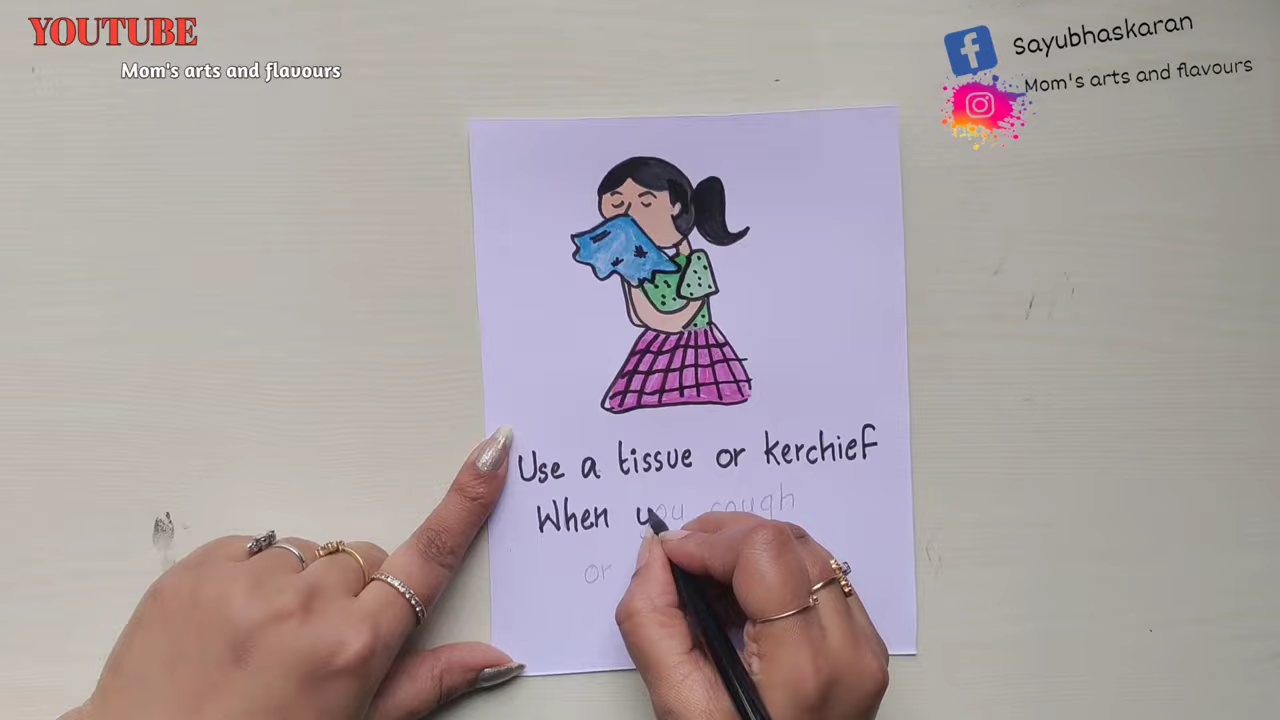 YOUTUBE
Mom's arts and flavours
sayubhaskaran
Mom's arts and flavours
Use a tissue or kerchief
When you cough
or